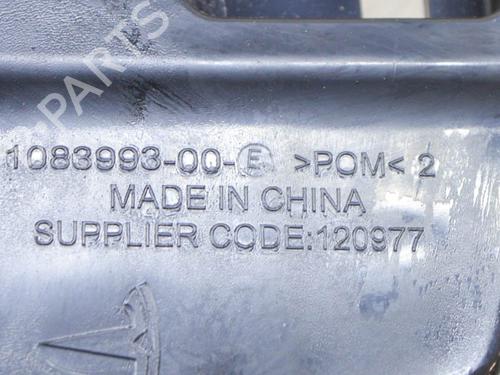 PARTS
1083993-00-E >POM< 2
MADE IN CHINA
SUPPLIER CODE:120977